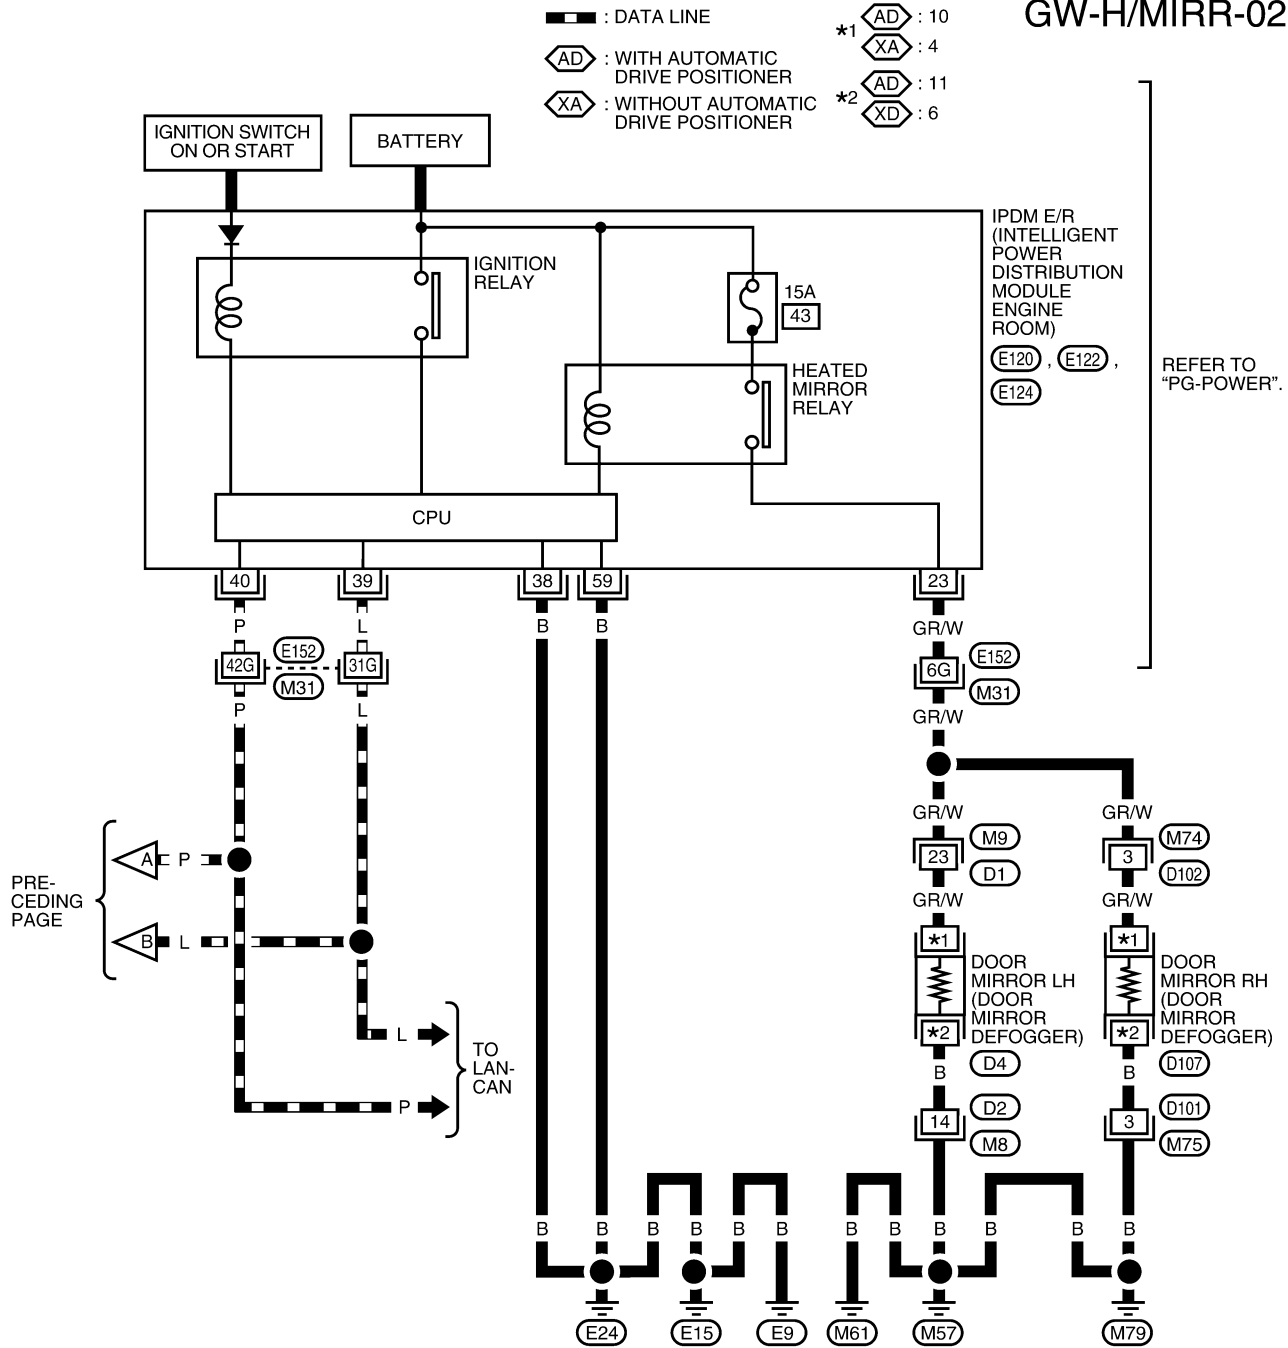 GW-H/MIRR-02
: DATA LINE
AD : WITH AUTOMATIC
DRIVE POSITIONER
XA : WITHOUT AUTOMATIC
DRIVE POSITIONER
*1 AD : 10
XA : 4
*2 AD : 11
XD : 6
IGNITION SWITCH
ON OR START
BATTERY
IGNITION
RELAY
15A
43
HEATED
MIRROR
RELAY
CPU
IPDM E/R
(INTELLIGENT
POWER
DISTRIBUTION
MODULE
ENGINE
ROOM)
E120 , E122 ,
E124
REFER TO
“PG-POWER”.
40 39 38 59 23
P L B B GR/W
42G E152 31G 6G E152
M31 M31
P L GR/W
GR/W GR/W
23 M9 3 M74
D1 D102
GR/W GR/W
PRE-
CEDING
PAGE
A P
B L
*1 *1
DOOR
MIRROR LH
(DOOR
MIRROR
DEFOGGER)
DOOR
MIRROR RH
(DOOR
MIRROR
DEFOGGER)
*2 *2
D4 D107
B B
L
P
TO
LAN-
CAN
14 D2 3 D101
M8 M75
B B B B B B B B B B B B
E24 E15 E9 M61 M57 M79